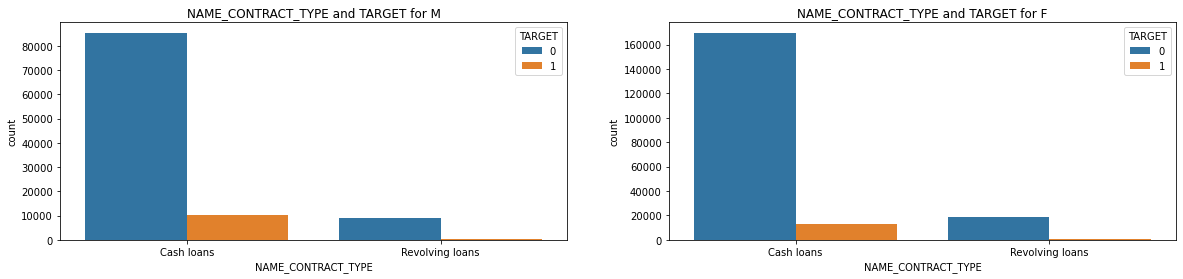 NAME_CONTRACT_TYPE and TARGET for M
80000
70000
60000
50000
40000
30000
20000
10000
0
count
TARGET
0
1
Cash loans
Revolving loans
NAME_CONTRACT_TYPE
NAME_CONTRACT_TYPE and TARGET for F
160000
140000
120000
100000
80000
60000
40000
20000
0
count
TARGET
0
1
Cash loans
Revolving loans
NAME_CONTRACT_TYPE